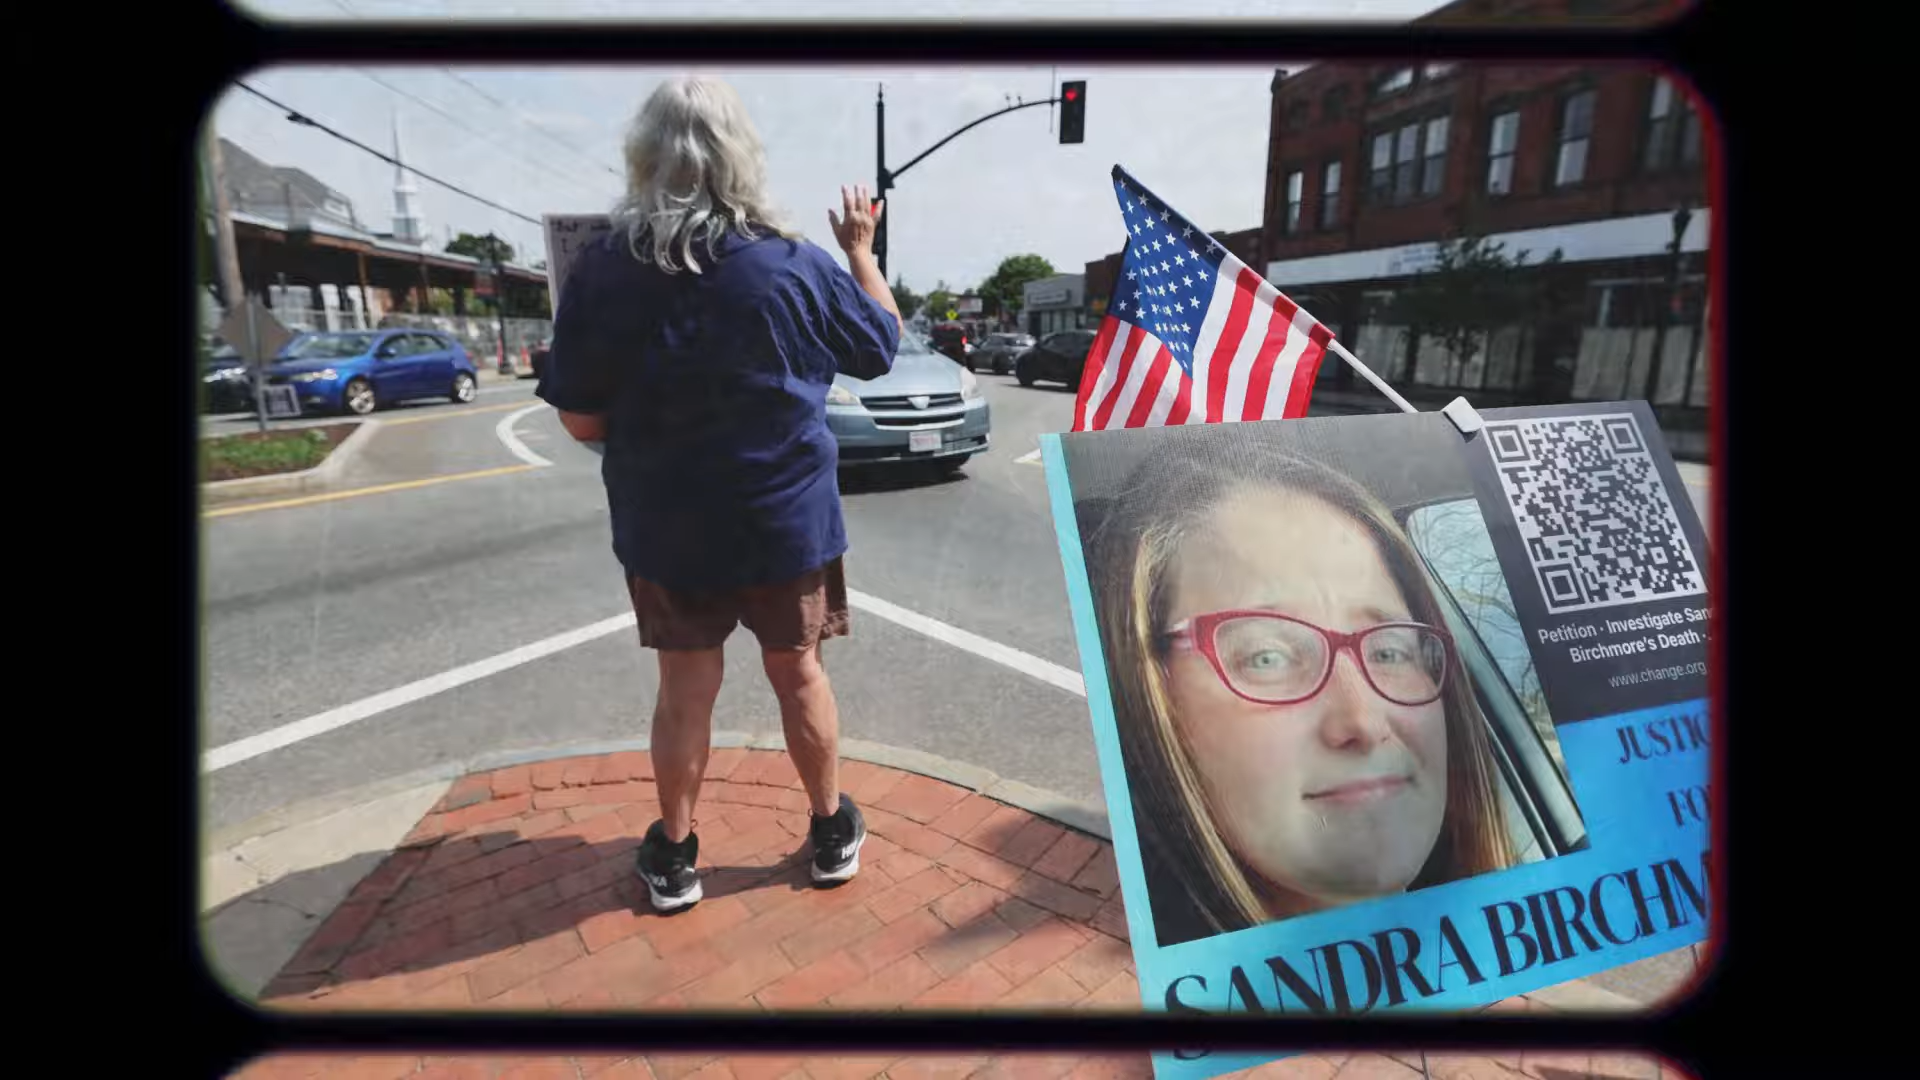 Petition · Investigate San
Birchmore's Death ·
www.change.org
JUSTIC
FO
SANDRA BIRCHM